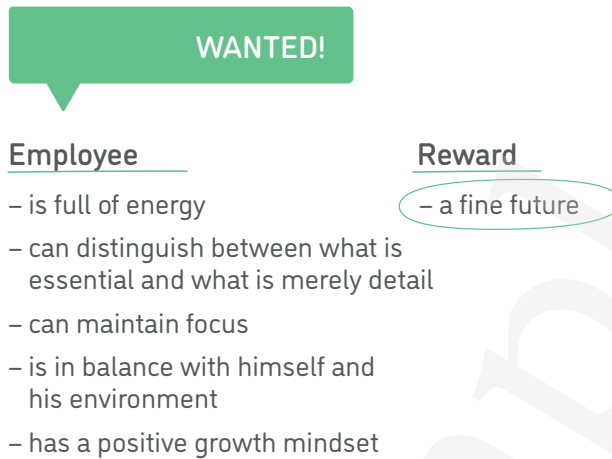 WANTED!
Employee
Reward
– is full of energy
– a fine future
– can distinguish between what is
essential and what is merely detail
– can maintain focus
– is in balance with himself and
his environment
– has a positive growth mindset